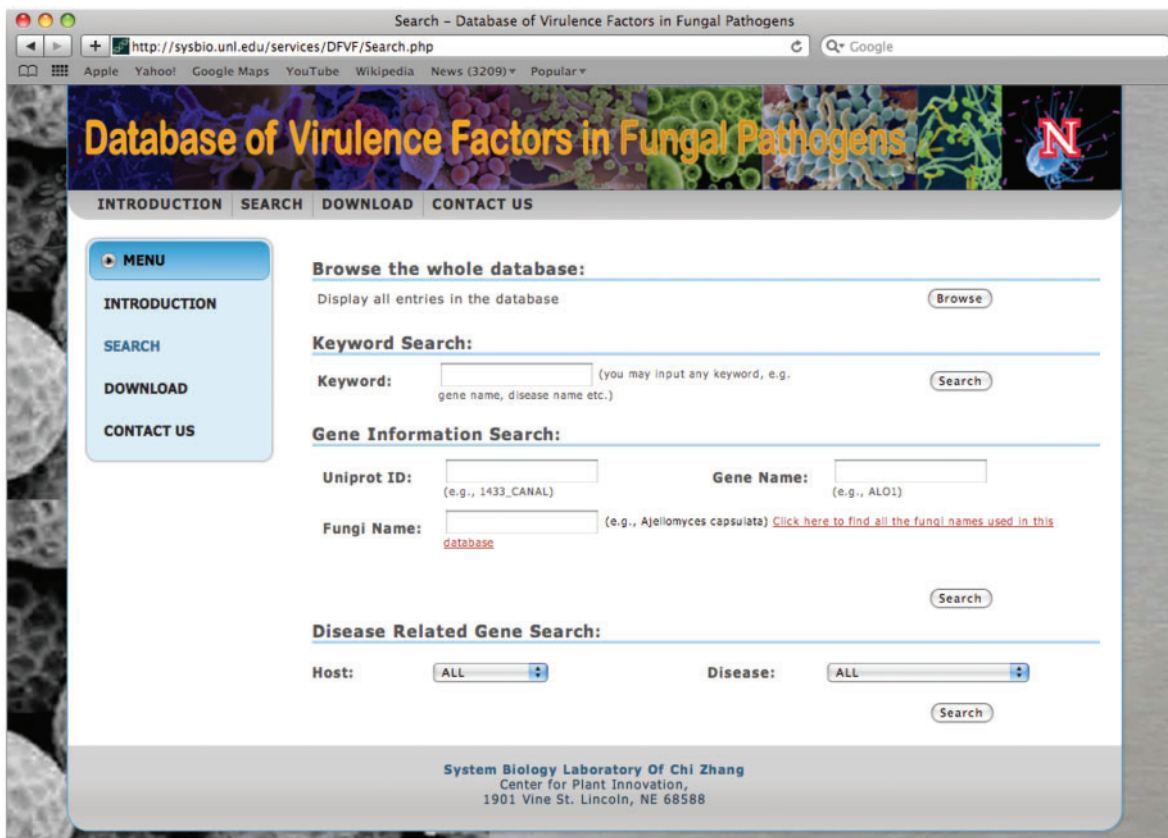 Search – Database of Virulence Factors in Fungal Pathogens
http://sysbio.unl.edu/services/DFVF/Search.php
Google
Apple Yahoo! Google Maps YouTube Wikipedia News (3209) Popular
Database of Virulence Factors in Fungal Pathogens
N
INTRODUCTION SEARCH DOWNLOAD CONTACT US
MENU
INTRODUCTION
SEARCH
DOWNLOAD
CONTACT US
Browse the whole database:
Display all entries in the database Browse
Keyword Search:
Keyword: (you may input any keyword, e.g.
gene name, disease name etc.) Search
Gene Information Search:
Uniprot ID: Gene Name:
(e.g., 1433_CANAL) (e.g., ALO1)
Fungi Name: (e.g., Ajellomyces capsulata) Click here to find all the fungi names used in this
database
Search
Disease Related Gene Search:
Host: ALL Disease: ALL
Search
System Biology Laboratory Of Chi Zhang
Center for Plant Innovation,
1901 Vine St. Lincoln, NE 68588